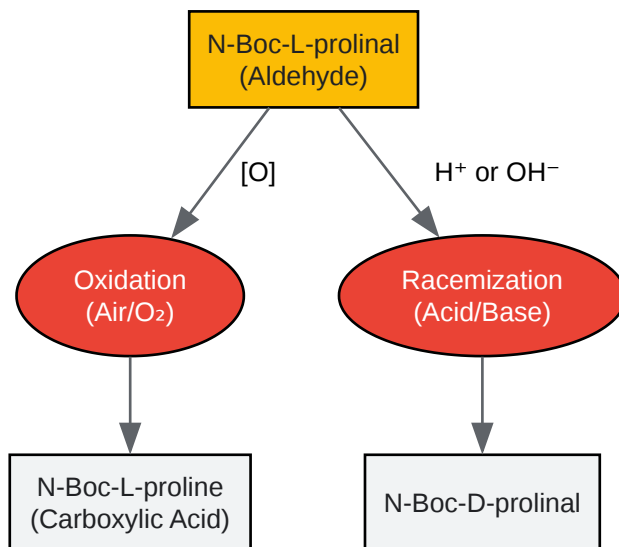 N-Boc-L-prolinal
(Aldehyde)
[O]
H⁺ or OH⁻
Oxidation
(Air/O₂)
Racemization
(Acid/Base)
N-Boc-L-proline
(Carboxylic Acid)
N-Boc-D-prolinal